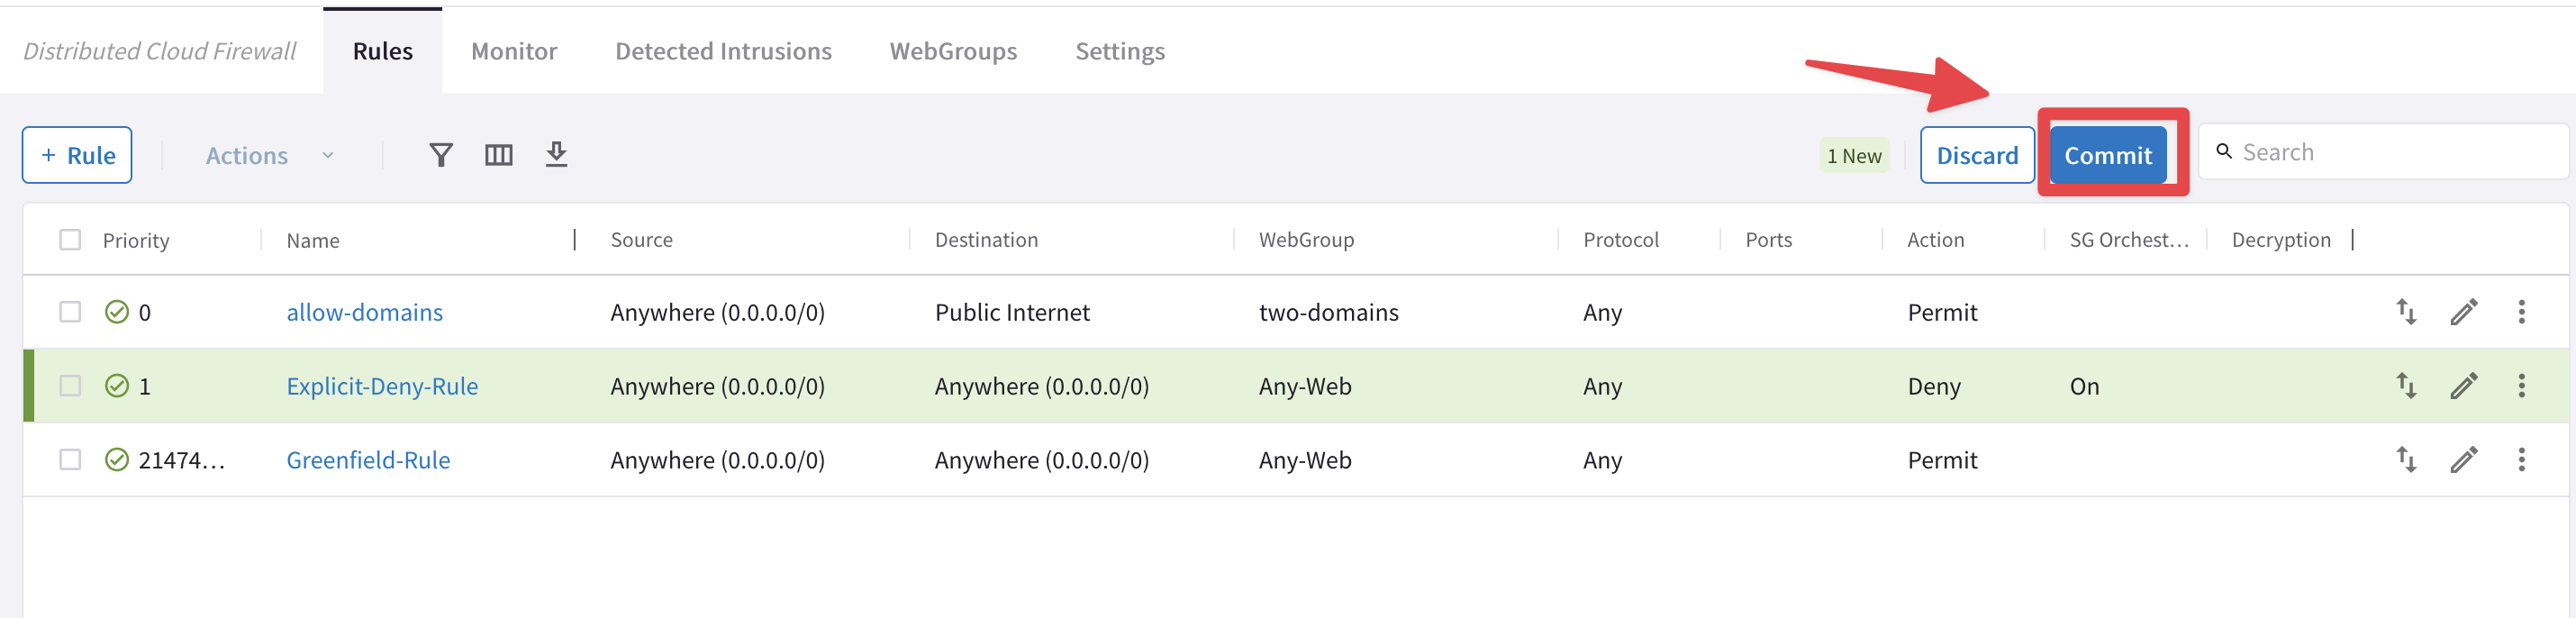 Distributed Cloud Firewall Rules Monitor Detected Intrusions WebGroups Settings
+ Rule Actions 1 New Discard Commit Search
Priority Name Source Destination WebGroup Protocol Ports Action SG Orchest... Decryption
0 allow-domains Anywhere (0.0.0.0/0) Public Internet two-domains Any Permit
1 Explicit-Deny-Rule Anywhere (0.0.0.0/0) Anywhere (0.0.0.0/0) Any-Web Any Deny On
21474... Greenfield-Rule Anywhere (0.0.0.0/0) Anywhere (0.0.0.0/0) Any-Web Any Permit